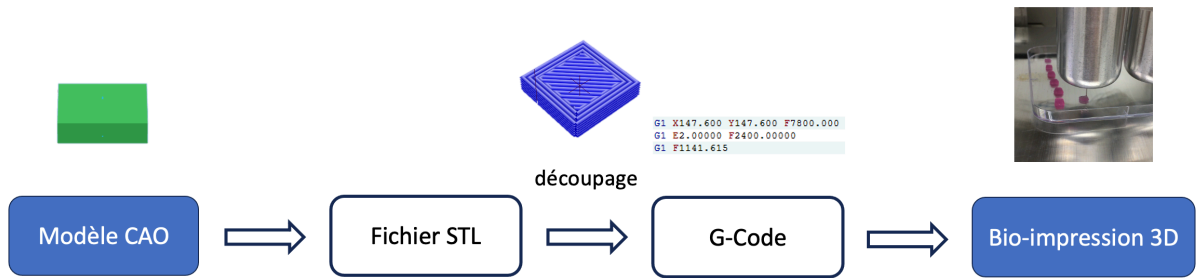 G1 X147.600 Y147.600 F7800.000
G1 E2.00000 F2400.00000
G1 F1141.615
découpage
Modèle CAO
Fichier STL
G-Code
Bio-impression 3D